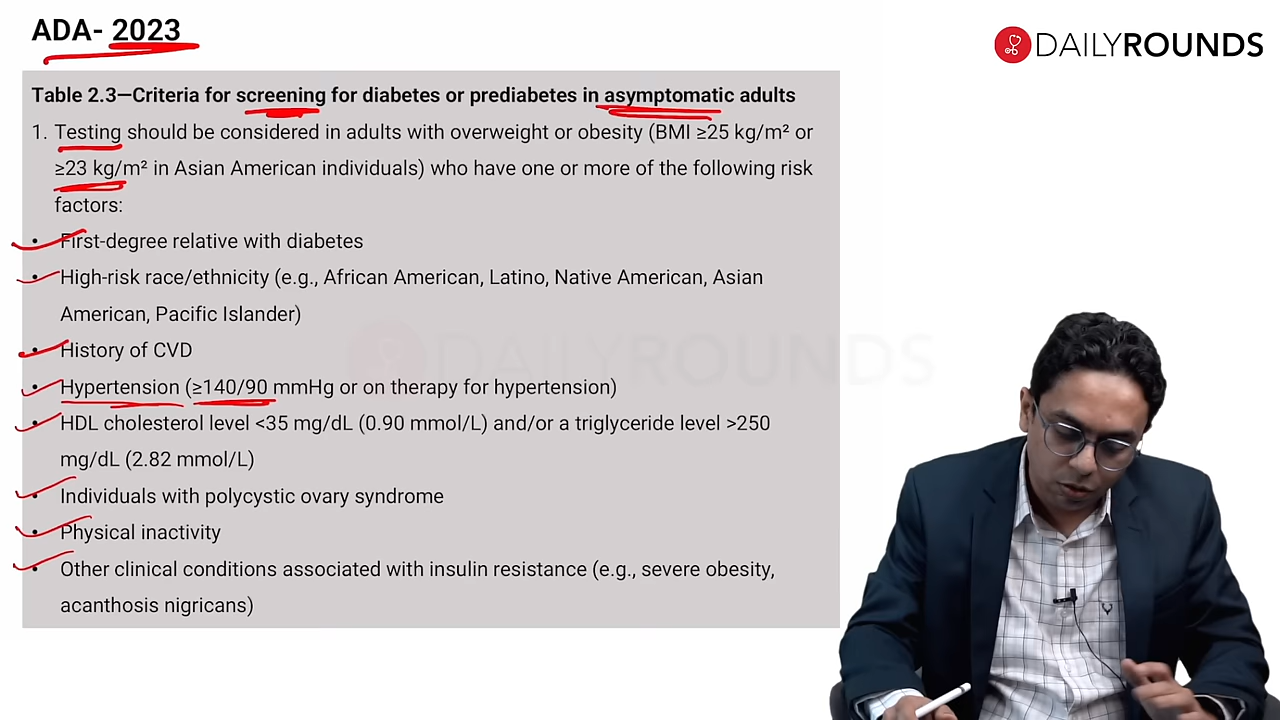 ADA- 2023
DAILYROUNDS
Table 2.3—Criteria for screening for diabetes or prediabetes in asymptomatic adults
1. Testing should be considered in adults with overweight or obesity (BMI ≥25 kg/m² or
≥23 kg/m² in Asian American individuals) who have one or more of the following risk
factors:
• First-degree relative with diabetes
• High-risk race/ethnicity (e.g., African American, Latino, Native American, Asian
American, Pacific Islander)
• History of CVD
• Hypertension (≥140/90 mmHg or on therapy for hypertension)
• HDL cholesterol level <35 mg/dL (0.90 mmol/L) and/or a triglyceride level >250
mg/dL (2.82 mmol/L)
• Individuals with polycystic ovary syndrome
• Physical inactivity
• Other clinical conditions associated with insulin resistance (e.g., severe obesity,
acanthosis nigricans)
DAILYROUNDS